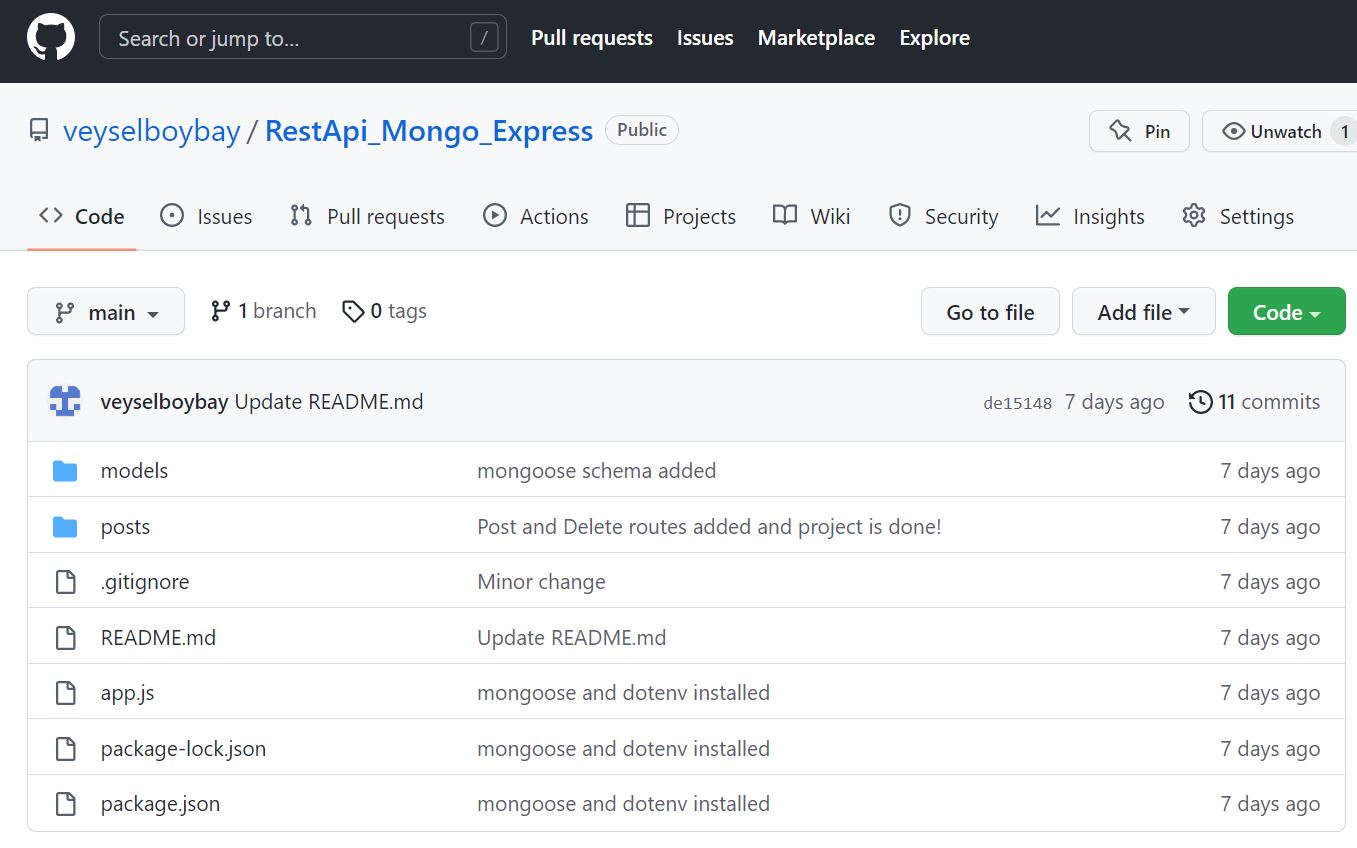 Search or jump to... / Pull requests Issues Marketplace Explore
veyselboybay / RestApi_Mongo_Express Public Pin Unwatch 1
Code Issues Pull requests Actions Projects Wiki Security Insights Settings
main 1 branch 0 tags Go to file Add file Code
veyselboybay Update README.md de15148 7 days ago 11 commits
models mongoose schema added 7 days ago
posts Post and Delete routes added and project is done! 7 days ago
.gitignore Minor change 7 days ago
README.md Update README.md 7 days ago
app.js mongoose and dotenv installed 7 days ago
package-lock.json mongoose and dotenv installed 7 days ago
package.json mongoose and dotenv installed 7 days ago